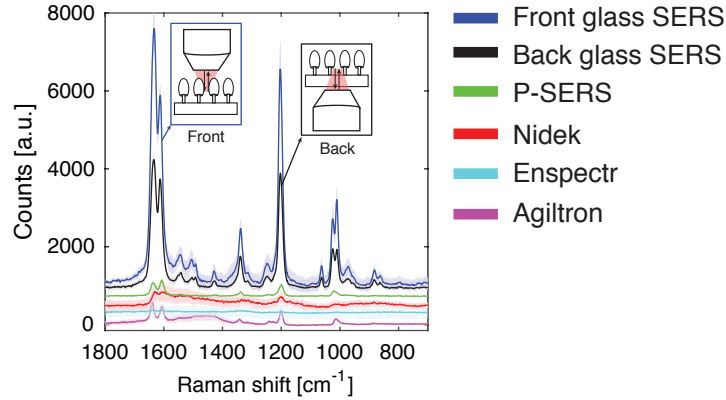 8000
6000
4000
2000
0
Counts [a.u.]
1800
1600
1400
1200
1000
800
Raman shift [cm⁻¹]
Front
Back
Front glass SERS
Back glass SERS
P-SERS
Nidek
Enspectr
Agiltron